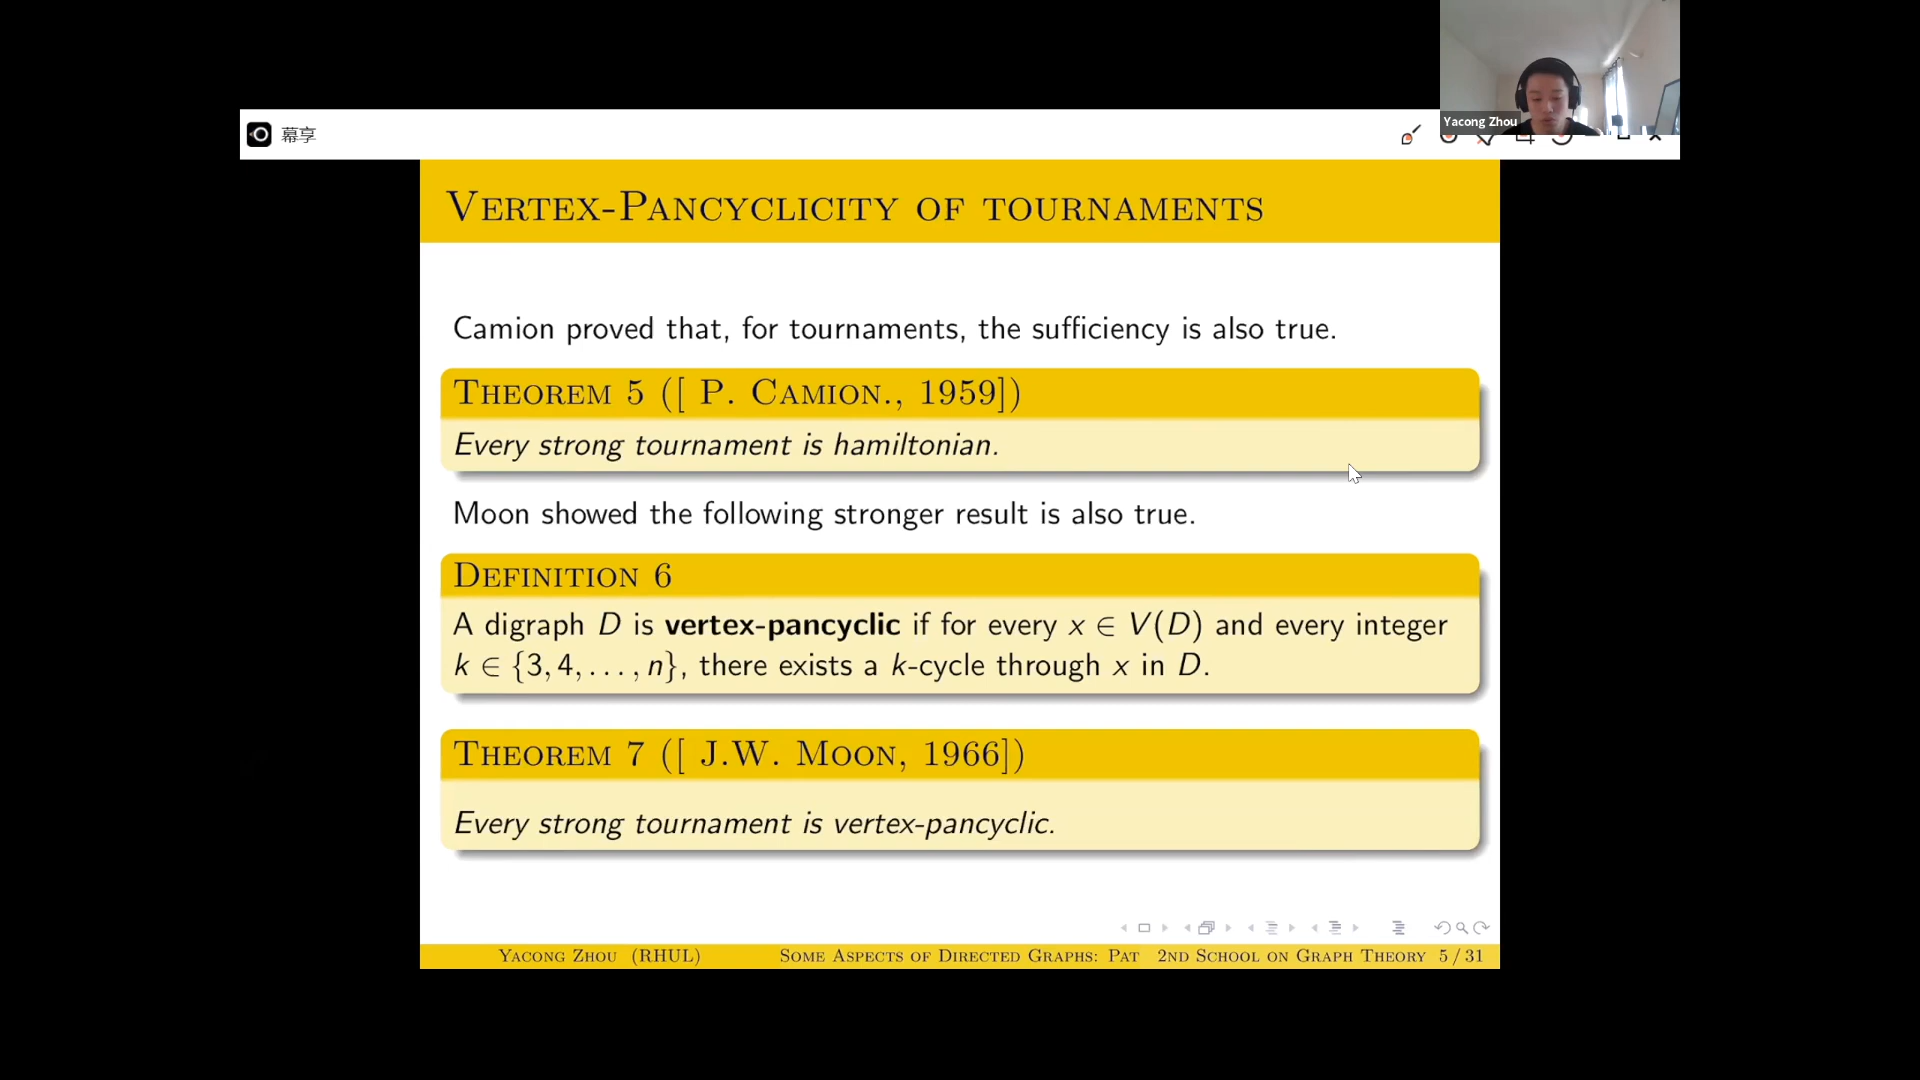 Yacong Zhou
幕享
Vertex-Pancyclicity of tournaments
Camion proved that, for tournaments, the sufficiency is also true.
Theorem 5 ([ P. Camion., 1959])
Every strong tournament is hamiltonian.
Moon showed the following stronger result is also true.
Definition 6
A digraph D is vertex-pancyclic if for every x ∈ V(D) and every integer
k ∈ {3, 4, . . . , n}, there exists a k-cycle through x in D.
Theorem 7 ([ J.W. Moon, 1966])
Every strong tournament is vertex-pancyclic.
Yacong Zhou (RHUL) Some Aspects of Directed Graphs: Pat 2nd School on Graph Theory 5 / 31